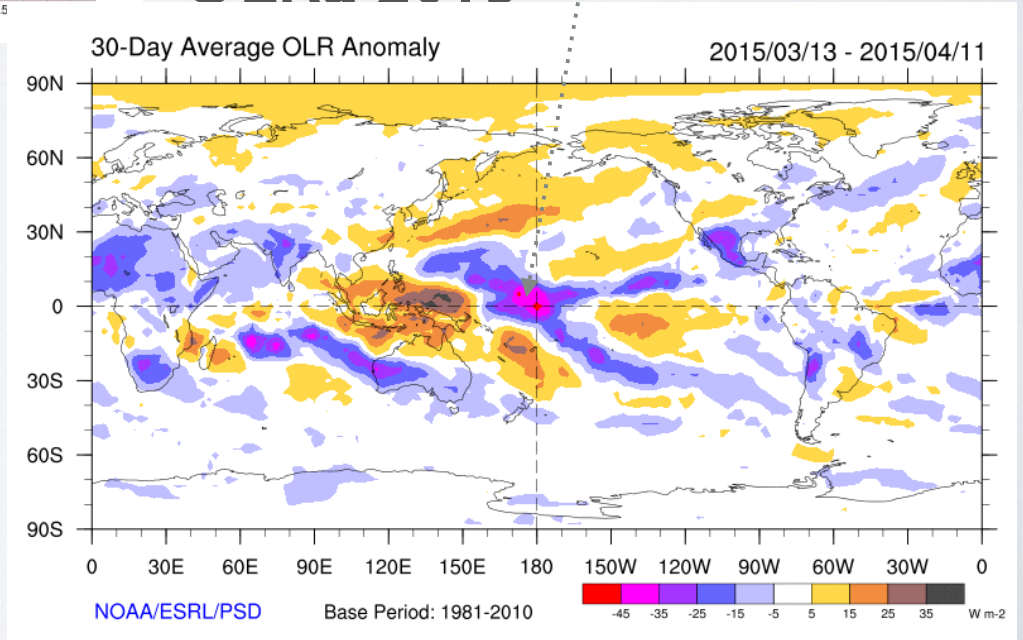 .5
30-Day Average OLR Anomaly
2015/03/13 - 2015/04/11
90N
60N
30N
0
30S
60S
90S
0 30E 60E 90E 120E 150E 180 150W 120W 90W 60W 30W 0
NOAA/ESRL/PSD
Base Period: 1981-2010
-45 -35 -25 -15 -5 5 15 25 35 W m-2